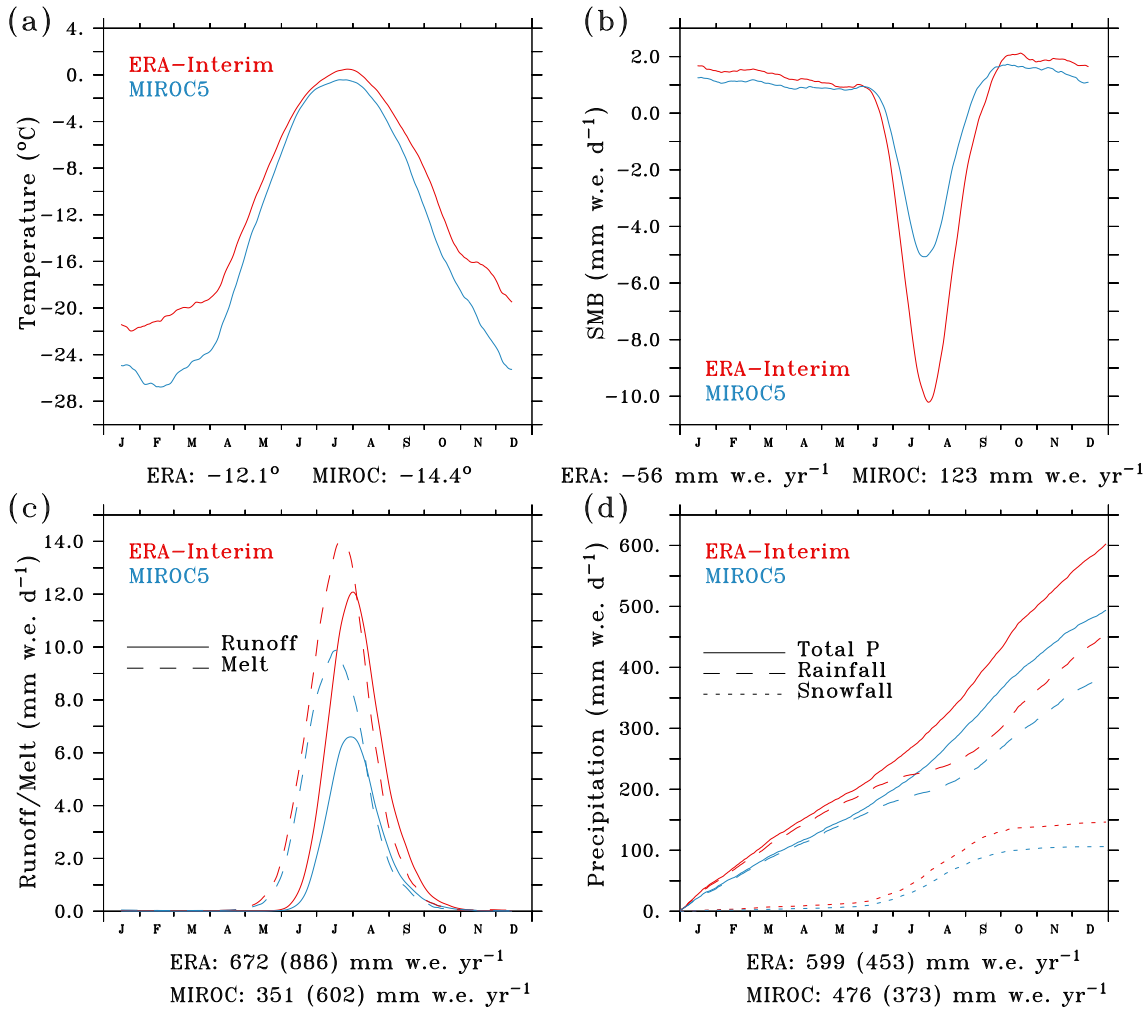 (a)
4.
0.
−4.
−8.
−12.
−16.
−20.
−24.
−28.
Temperature (ºC)
ERA−Interim
MIROC5
J F M A M J J A S O N D
ERA: −12.1º MIROC: −14.4º
(b)
2.0
0.0
−2.0
−4.0
−6.0
−8.0
−10.0
SMB (mm w.e. d⁻¹)
ERA−Interim
MIROC5
J F M A M J J A S O N D
ERA: −56 mm w.e. yr⁻¹ MIROC: 123 mm w.e. yr⁻¹
(c)
14.0
12.0
10.0
8.0
6.0
4.0
2.0
0.0
Runoff/Melt (mm w.e. d⁻¹)
ERA−Interim
MIROC5
Runoff
Melt
J F M A M J J A S O N D
ERA: 672 (886) mm w.e. yr⁻¹
MIROC: 351 (602) mm w.e. yr⁻¹
(d)
600.
500.
400.
300.
200.
100.
0.
Precipitation (mm w.e. d⁻¹)
ERA−Interim
MIROC5
Total P
Rainfall
Snowfall
J F M A M J J A S O N D
ERA: 599 (453) mm w.e. yr⁻¹
MIROC: 476 (373) mm w.e. yr⁻¹